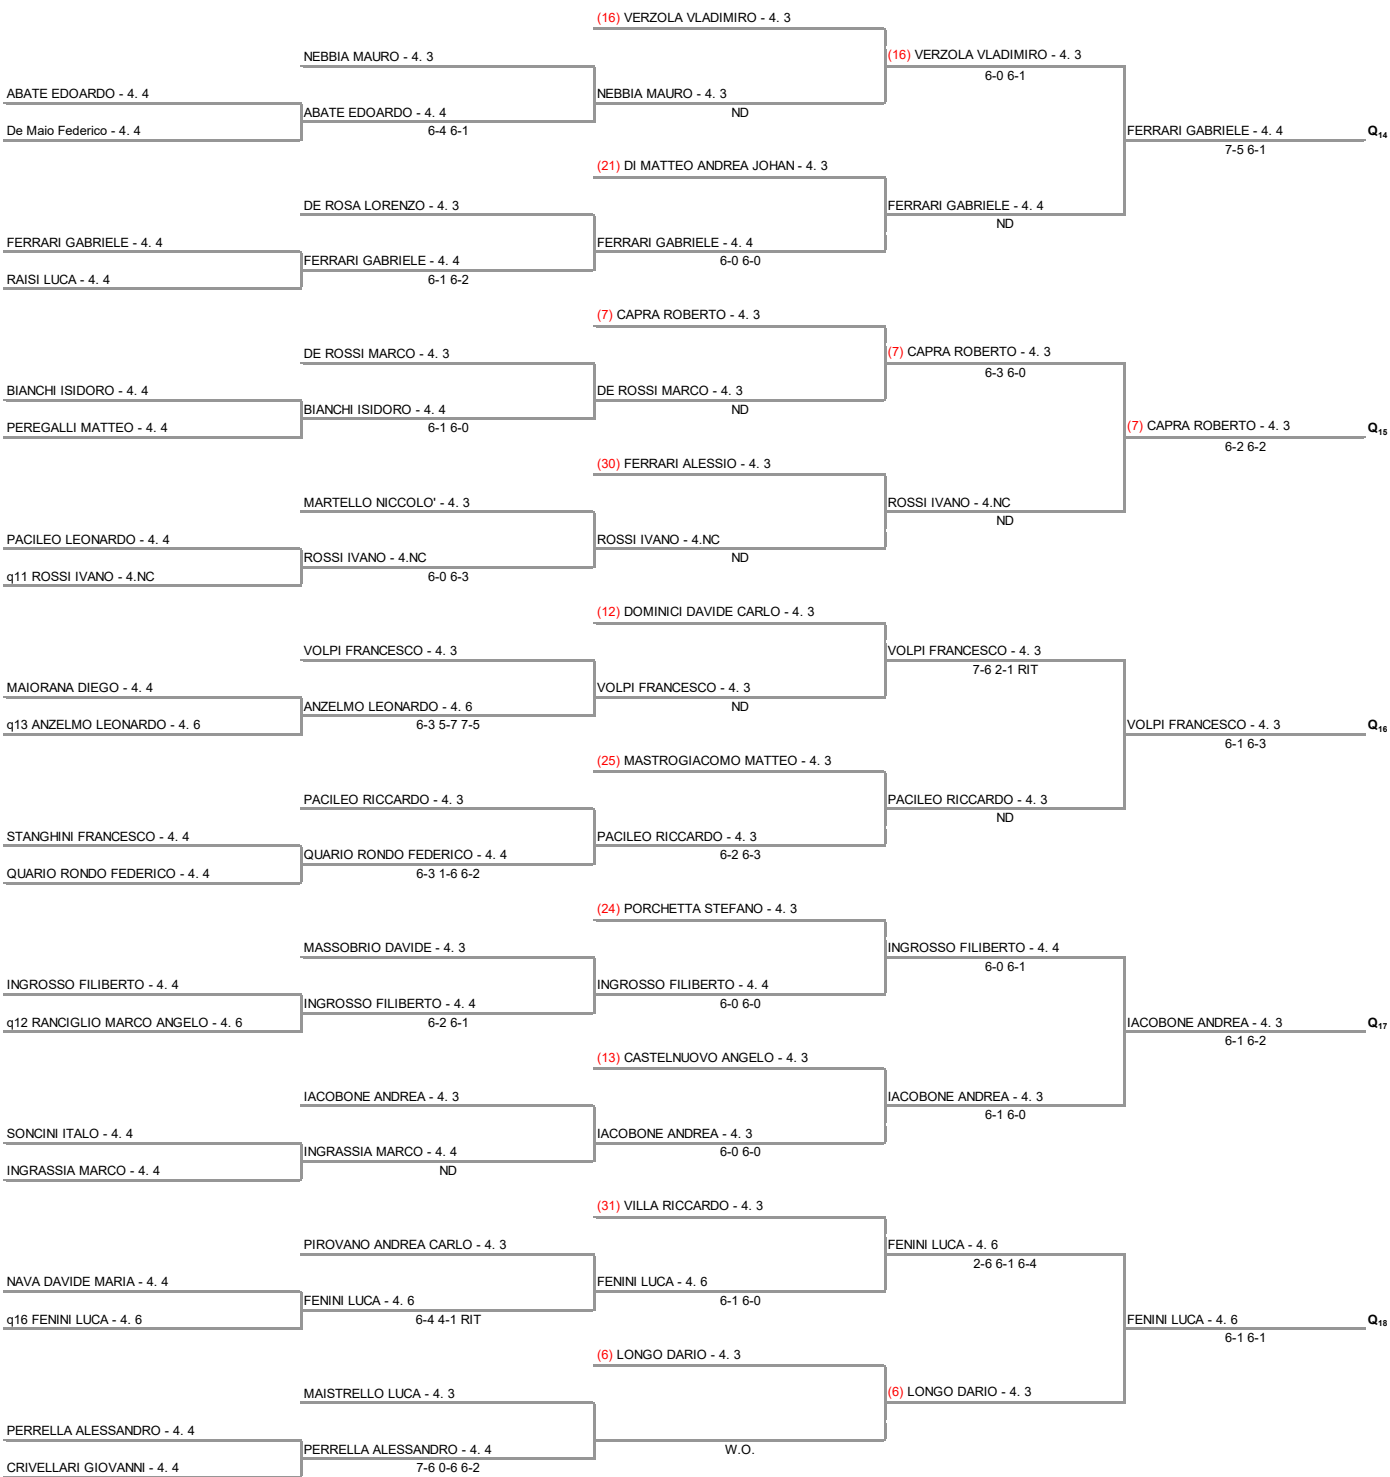 (16) VERZOLA VLADIMIRO - 4. 3
NEBBIA MAURO - 4. 3
(16) VERZOLA VLADIMIRO - 4. 3
6-0 6-1
ABATE EDOARDO - 4. 4
NEBBIA MAURO - 4. 3
ND
ABATE EDOARDO - 4. 4
6-4 6-1
De Maio Federico - 4. 4
FERRARI GABRIELE - 4. 4
Q14
7-5 6-1
(21) DI MATTEO ANDREA JOHAN - 4. 3
DE ROSA LORENZO - 4. 3
FERRARI GABRIELE - 4. 4
ND
FERRARI GABRIELE - 4. 4
FERRARI GABRIELE - 4. 4
6-0 6-0
FERRARI GABRIELE - 4. 4
6-1 6-2
RAISI LUCA - 4. 4
(7) CAPRA ROBERTO - 4. 3
DE ROSSI MARCO - 4. 3
(7) CAPRA ROBERTO - 4. 3
6-3 6-0
BIANCHI ISIDORO - 4. 4
DE ROSSI MARCO - 4. 3
ND
BIANCHI ISIDORO - 4. 4
6-1 6-0
PEREGALLI MATTEO - 4. 4
(7) CAPRA ROBERTO - 4. 3
Q15
6-2 6-2
(30) FERRARI ALESSIO - 4. 3
MARTELLO NICCOLO' - 4. 3
ROSSI IVANO - 4.NC
ND
PACILEO LEONARDO - 4. 4
ROSSI IVANO - 4.NC
ND
ROSSI IVANO - 4.NC
6-0 6-3
q11 ROSSI IVANO - 4.NC
(12) DOMINICI DAVIDE CARLO - 4. 3
VOLPI FRANCESCO - 4. 3
VOLPI FRANCESCO - 4. 3
7-6 2-1 RIT
MAIORANA DIEGO - 4. 4
VOLPI FRANCESCO - 4. 3
ND
ANZELMO LEONARDO - 4. 6
6-3 5-7 7-5
q13 ANZELMO LEONARDO - 4. 6
VOLPI FRANCESCO - 4. 3
Q16
6-1 6-3
(25) MASTROGIACOMO MATTEO - 4. 3
PACILEO RICCARDO - 4. 3
PACILEO RICCARDO - 4. 3
ND
STANGHINI FRANCESCO - 4. 4
PACILEO RICCARDO - 4. 3
6-2 6-3
QUARIO RONDO FEDERICO - 4. 4
6-3 1-6 6-2
QUARIO RONDO FEDERICO - 4. 4
(24) PORCHETTA STEFANO - 4. 3
MASSOBRIO DAVIDE - 4. 3
INGROSSO FILIBERTO - 4. 4
6-0 6-1
INGROSSO FILIBERTO - 4. 4
INGROSSO FILIBERTO - 4. 4
6-0 6-0
INGROSSO FILIBERTO - 4. 4
6-2 6-1
q12 RANCIGLIO MARCO ANGELO - 4. 6
IACOBONE ANDREA - 4. 3
Q17
6-1 6-2
(13) CASTELNUOVO ANGELO - 4. 3
IACOBONE ANDREA - 4. 3
IACOBONE ANDREA - 4. 3
6-1 6-0
SONCINI ITALO - 4. 4
IACOBONE ANDREA - 4. 3
6-0 6-0
INGRASSIA MARCO - 4. 4
ND
INGRASSIA MARCO - 4. 4
(31) VILLA RICCARDO - 4. 3
PIROVANO ANDREA CARLO - 4. 3
FENINI LUCA - 4. 6
2-6 6-1 6-4
NAVA DAVIDE MARIA - 4. 4
FENINI LUCA - 4. 6
6-1 6-0
FENINI LUCA - 4. 6
6-4 4-1 RIT
q16 FENINI LUCA - 4. 6
FENINI LUCA - 4. 6
Q18
6-1 6-1
(6) LONGO DARIO - 4. 3
MAISTRELLO LUCA - 4. 3
(6) LONGO DARIO - 4. 3
PERRELLA ALESSANDRO - 4. 4
W.O.
PERRELLA ALESSANDRO - 4. 4
7-6 0-6 6-2
CRIVELLARI GIOVANNI - 4. 4